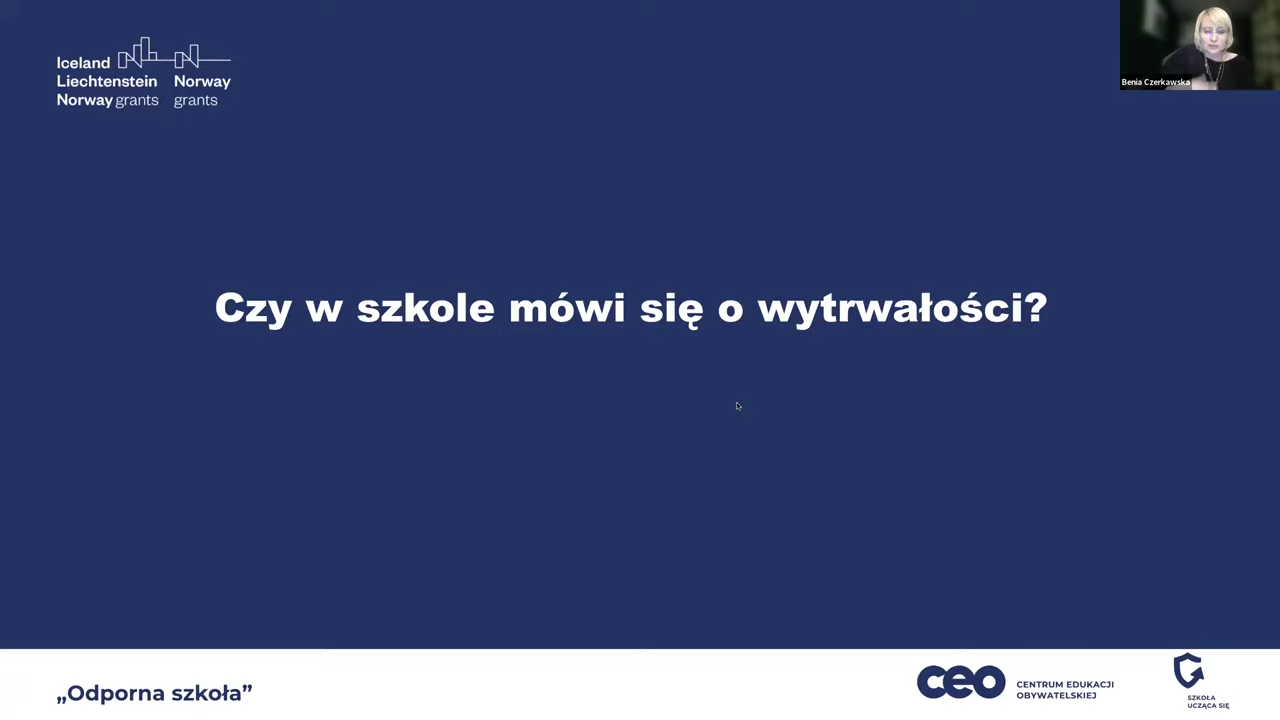 Iceland
Liechtenstein
Norway grants
Norway
grants
Benia Czerkawska
Czy w szkole mówi się o wytrwałości?
„Odporna szkoła”
ceo
CENTRUM EDUKACJI
OBYWATELSKIEJ
SZKOŁA
UCZĄCA SIĘ